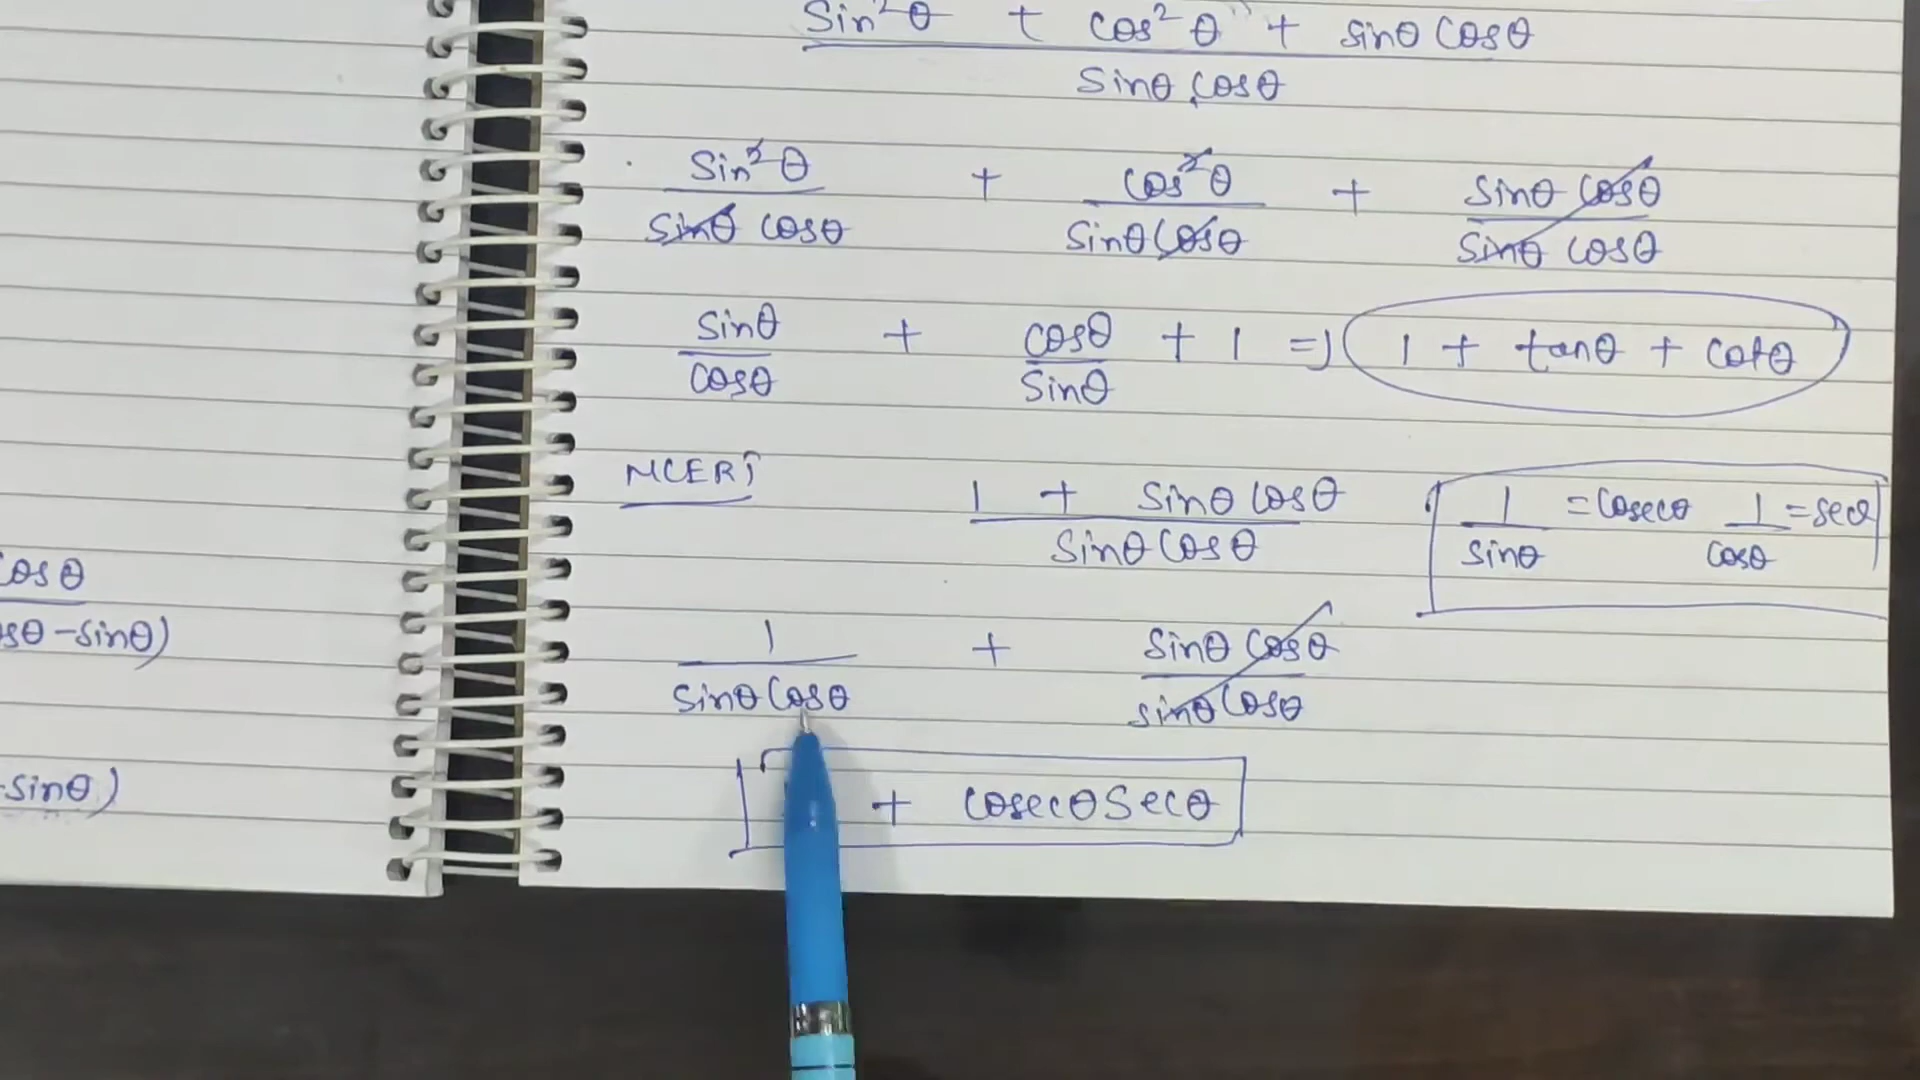 Sin²θ + cos²θ + sinθ cosθ
Sinθ cosθ
Sin²θ + cos²θ + sinθ cosθ
sinθ cosθ Sinθ cosθ sinθ cosθ
Sinθ + cosθ + 1 => 1 + tanθ + cotθ
cosθ Sinθ
NCERT
1 + sinθ cosθ
Sinθ cosθ
1 = cosecθ 1 = secθ
sinθ cosθ
cosθ
sθ - sinθ)
1 + sinθ cosθ
sinθ cosθ sinθ cosθ
-sinθ)
+ cosecθ secθ